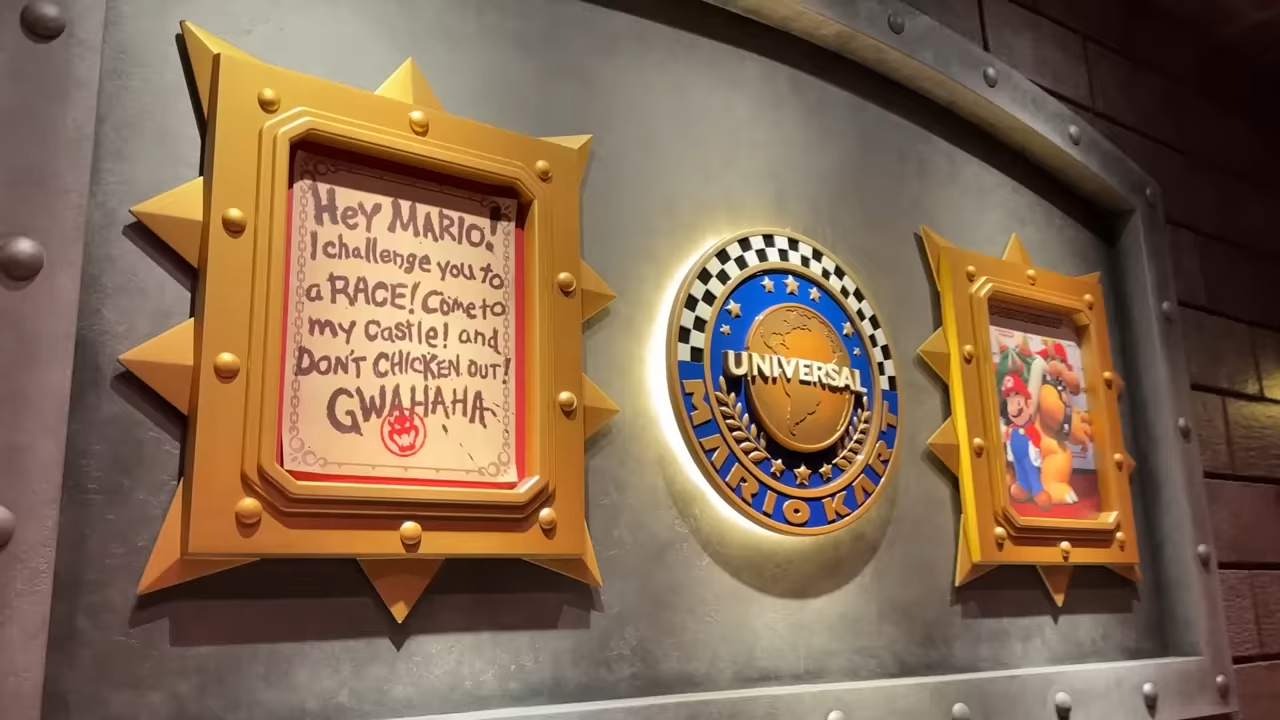 HeY MARIO!
I challenge you to
a RACE! Come to
my castle! and
DON'T CHICKEN OUT!
GWAHAHA
UNIVERSAL
MARIO KART